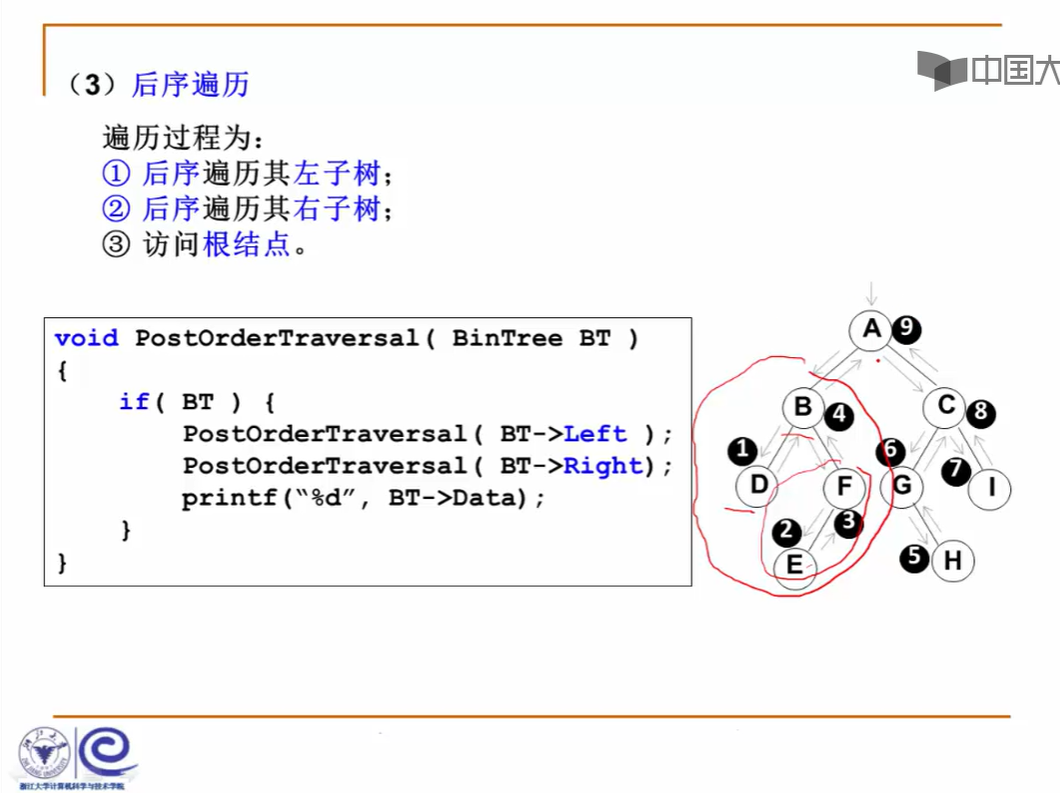 中国大
（3）后序遍历
遍历过程为：
① 后序遍历其左子树；
② 后序遍历其右子树；
③ 访问根结点。
void PostOrderTraversal( BinTree BT )
{
if( BT ) {
PostOrderTraversal( BT->Left );
PostOrderTraversal( BT->Right);
printf(“%d”, BT->Data);
}
}
A 9
B 4 C 8
1 6 7
D F G I
2 3
E 5 H
浙江大学计算机科学与技术学院